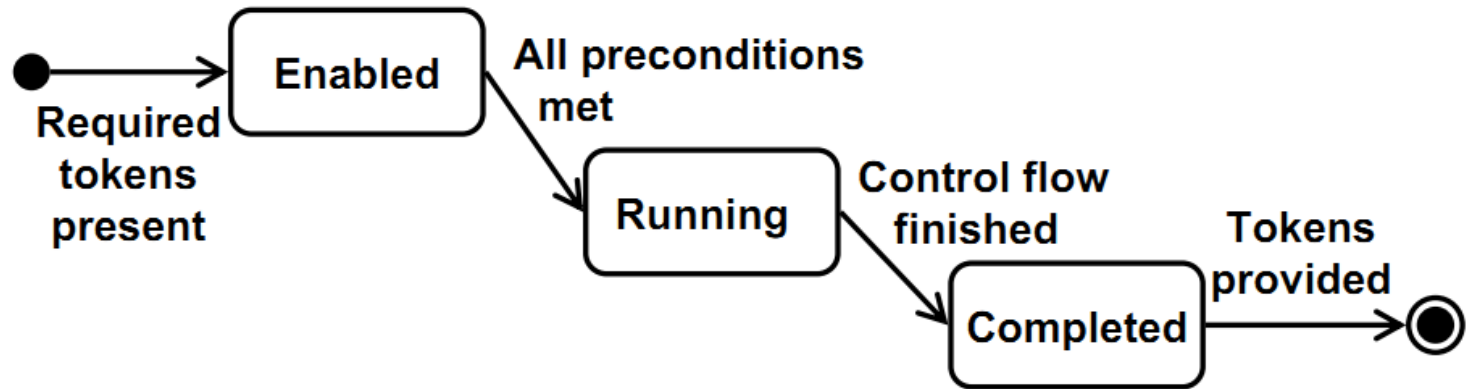 Enabled
Required
tokens
present
All preconditions
met
Running
Control flow
finished
Completed
Tokens
provided